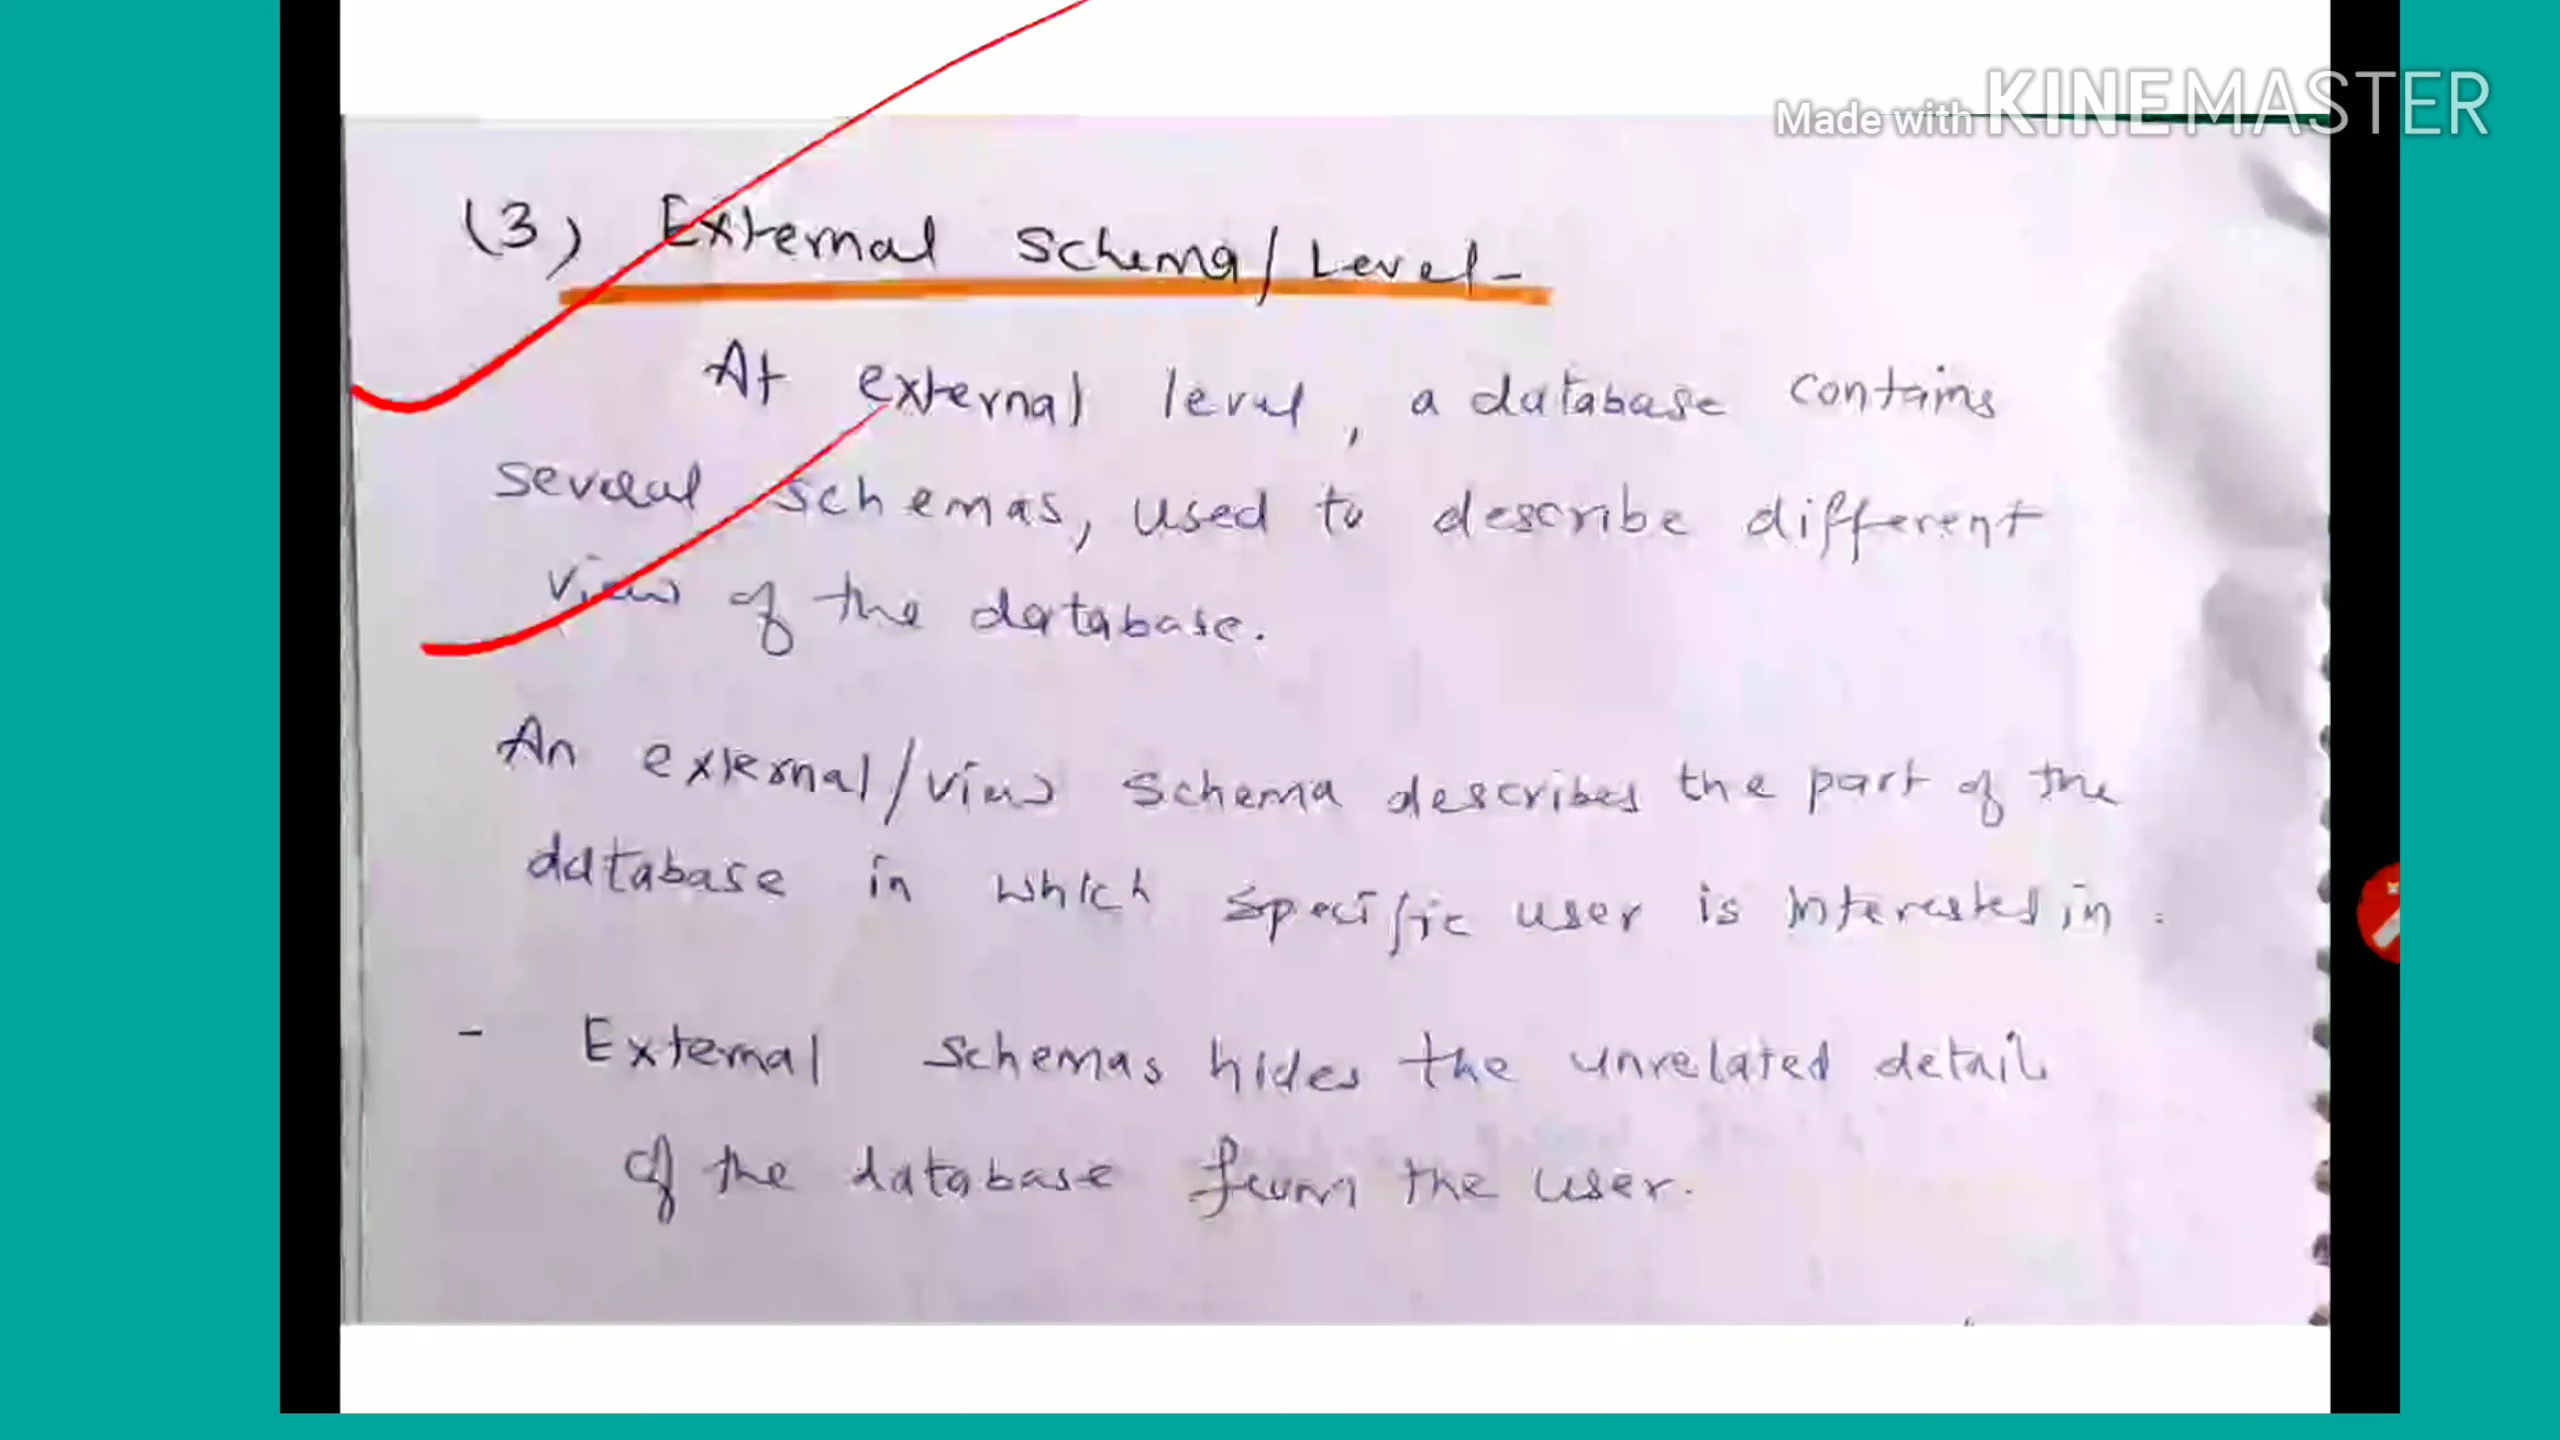 Made with KINEMASTER
(3) External Schema/Level-
At external level, a database contains
several schemas, used to describe different
view of the database.
An external/view schema describes the part of the
database in which specific user is interested in.
- External schemas hides the unrelated detail
of the database from the user.